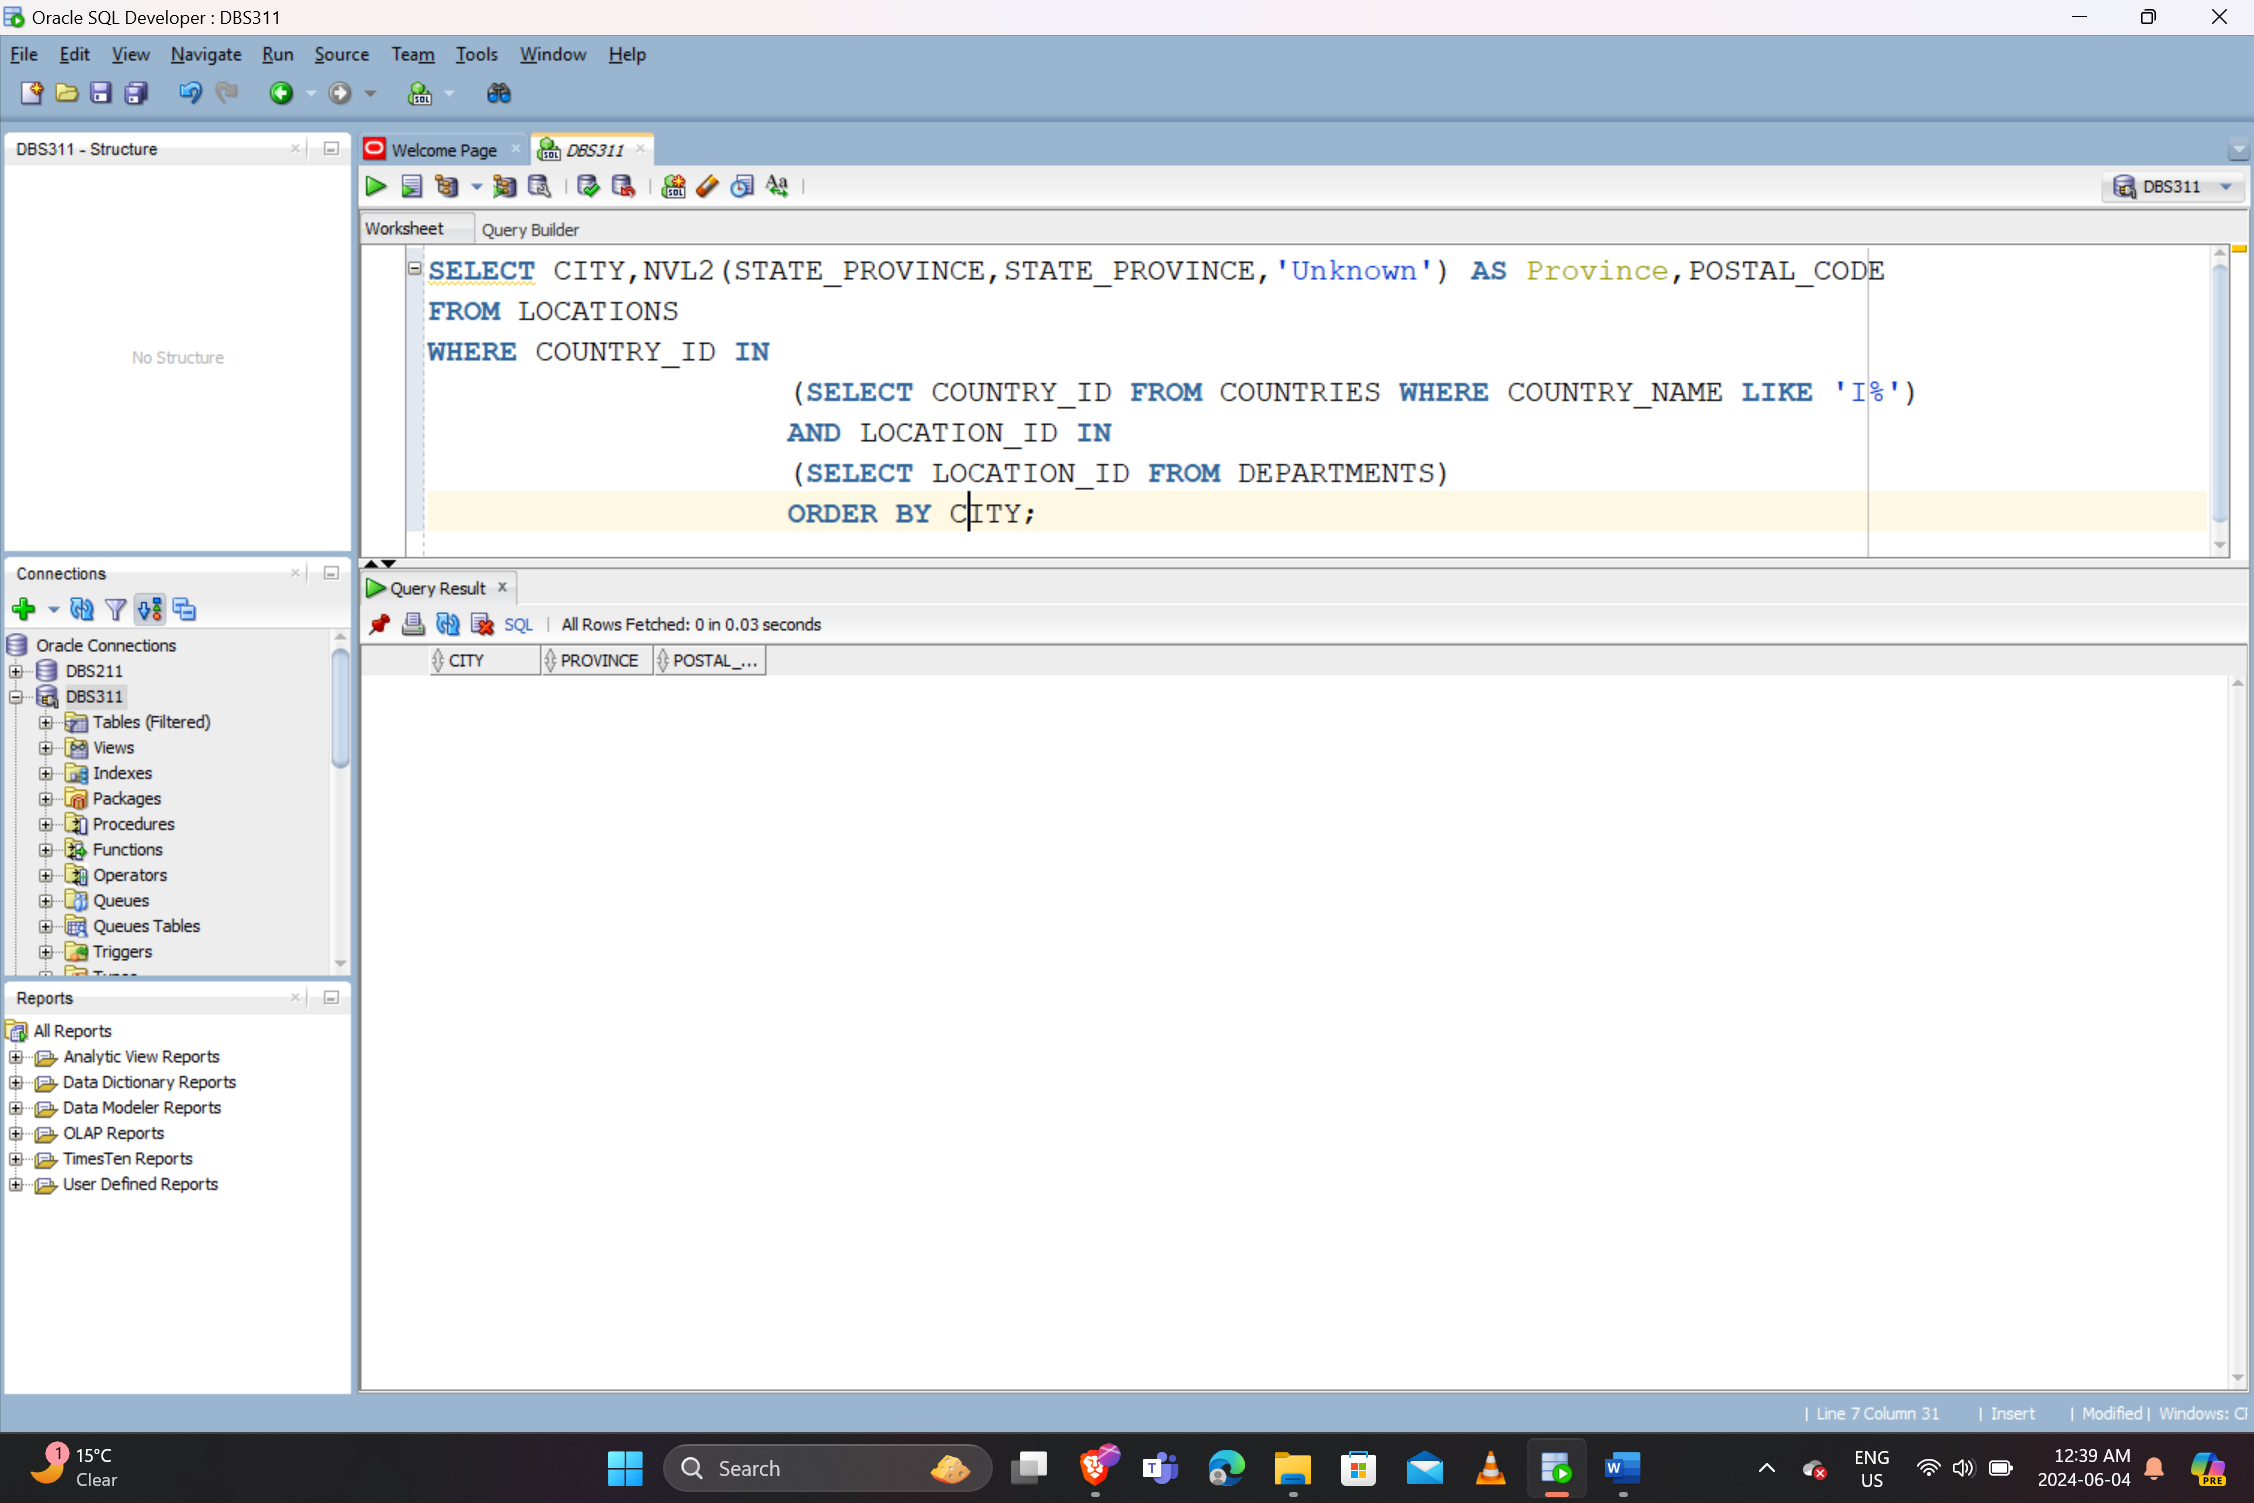 Oracle SQL Developer : DBS311
File Edit View Navigate Run Source Team Tools Window Help
DBS311 - Structure
No Structure
Welcome Page
DBS311
DBS311
Worksheet
Query Builder
SELECT CITY,NVL2(STATE_PROVINCE,STATE_PROVINCE,'Unknown') AS Province,POSTAL_CODE
FROM LOCATIONS
WHERE COUNTRY_ID IN
(SELECT COUNTRY_ID FROM COUNTRIES WHERE COUNTRY_NAME LIKE 'I%')
AND LOCATION_ID IN
(SELECT LOCATION_ID FROM DEPARTMENTS)
ORDER BY CITY;
Query Result
SQL | All Rows Fetched: 0 in 0.03 seconds
CITY PROVINCE POSTAL_...
Connections
Oracle Connections
DBS211
DBS311
Tables (Filtered)
Views
Indexes
Packages
Procedures
Functions
Operators
Queues
Queues Tables
Triggers
Reports
All Reports
Analytic View Reports
Data Dictionary Reports
Data Modeler Reports
OLAP Reports
TimesTen Reports
User Defined Reports
| Line 7 Column 31 | Insert | Modified | Windows: C
1
15°C
Clear
Search
ENG
US
12:39 AM
2024-06-04
PRE